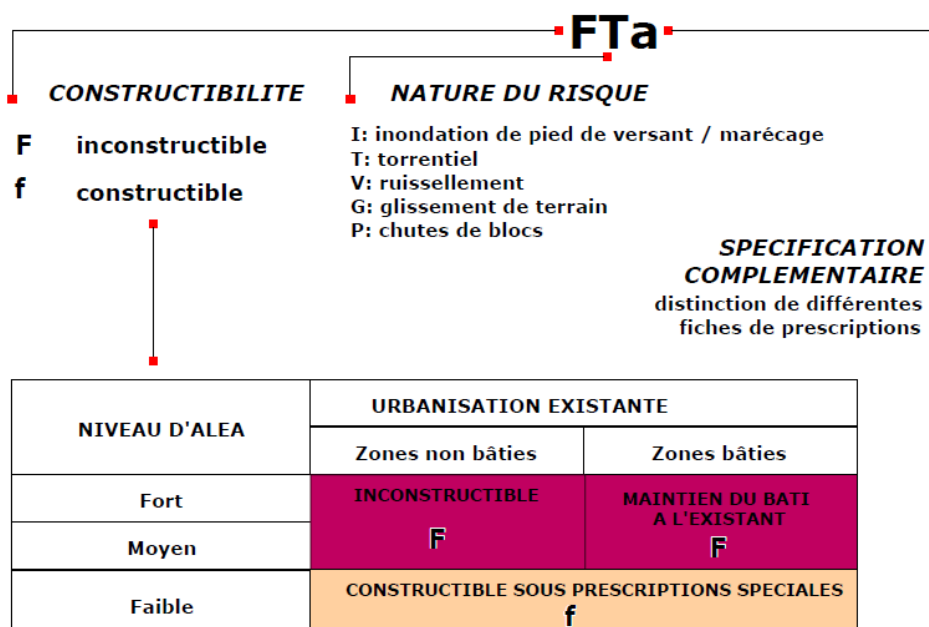 FTa
CONSTRUCTIBILITE
F inconstructible
f constructible
NATURE DU RISQUE
I: inondation de pied de versant / marécage
T: torrentiel
V: ruissellement
G: glissement de terrain
P: chutes de blocs
SPECIFICATION
COMPLEMENTAIRE
distinction de différentes
fiches de prescriptions
NIVEAU D'ALEA
URBANISATION EXISTANTE
Zones non bâties
Zones bâties
Fort
Moyen
INCONSTRUCTIBLE
F
MAINTIEN DU BATI
A L'EXISTANT
F
Faible
CONSTRUCTIBLE SOUS PRESCRIPTIONS SPECIALES
f